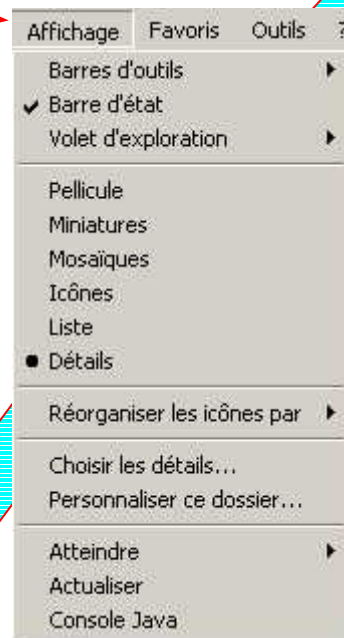 Affichage Favoris Outils ?
Barres d'outils
Barre d'état
Volet d'exploration
Pellicule
Miniatures
Mosaïques
Icônes
Liste
Détails
Réorganiser les icônes par
Choisir les détails...
Personnaliser ce dossier...
Atteindre
Actualiser
Console Java